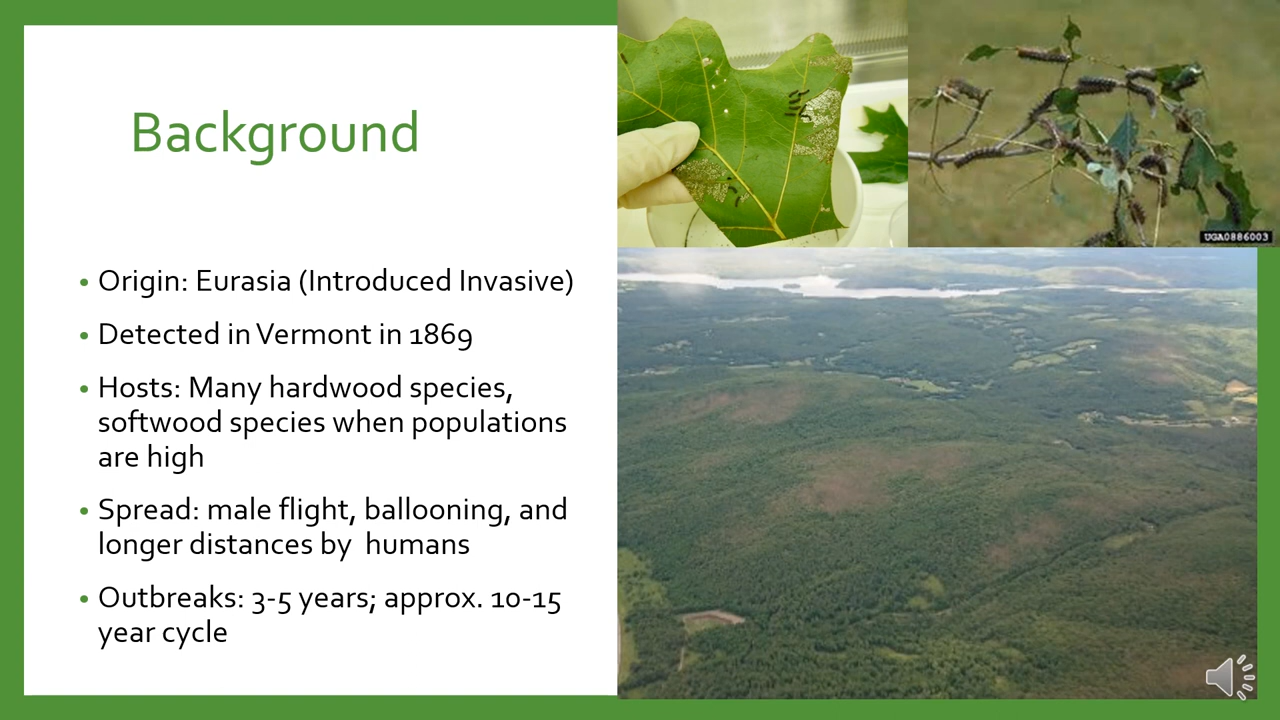 Background
• Origin: Eurasia (Introduced Invasive)
• Detected in Vermont in 1869
• Hosts: Many hardwood species,
softwood species when populations
are high
• Spread: male flight, ballooning, and
longer distances by  humans
• Outbreaks: 3-5 years; approx. 10-15
year cycle
UGA0886003